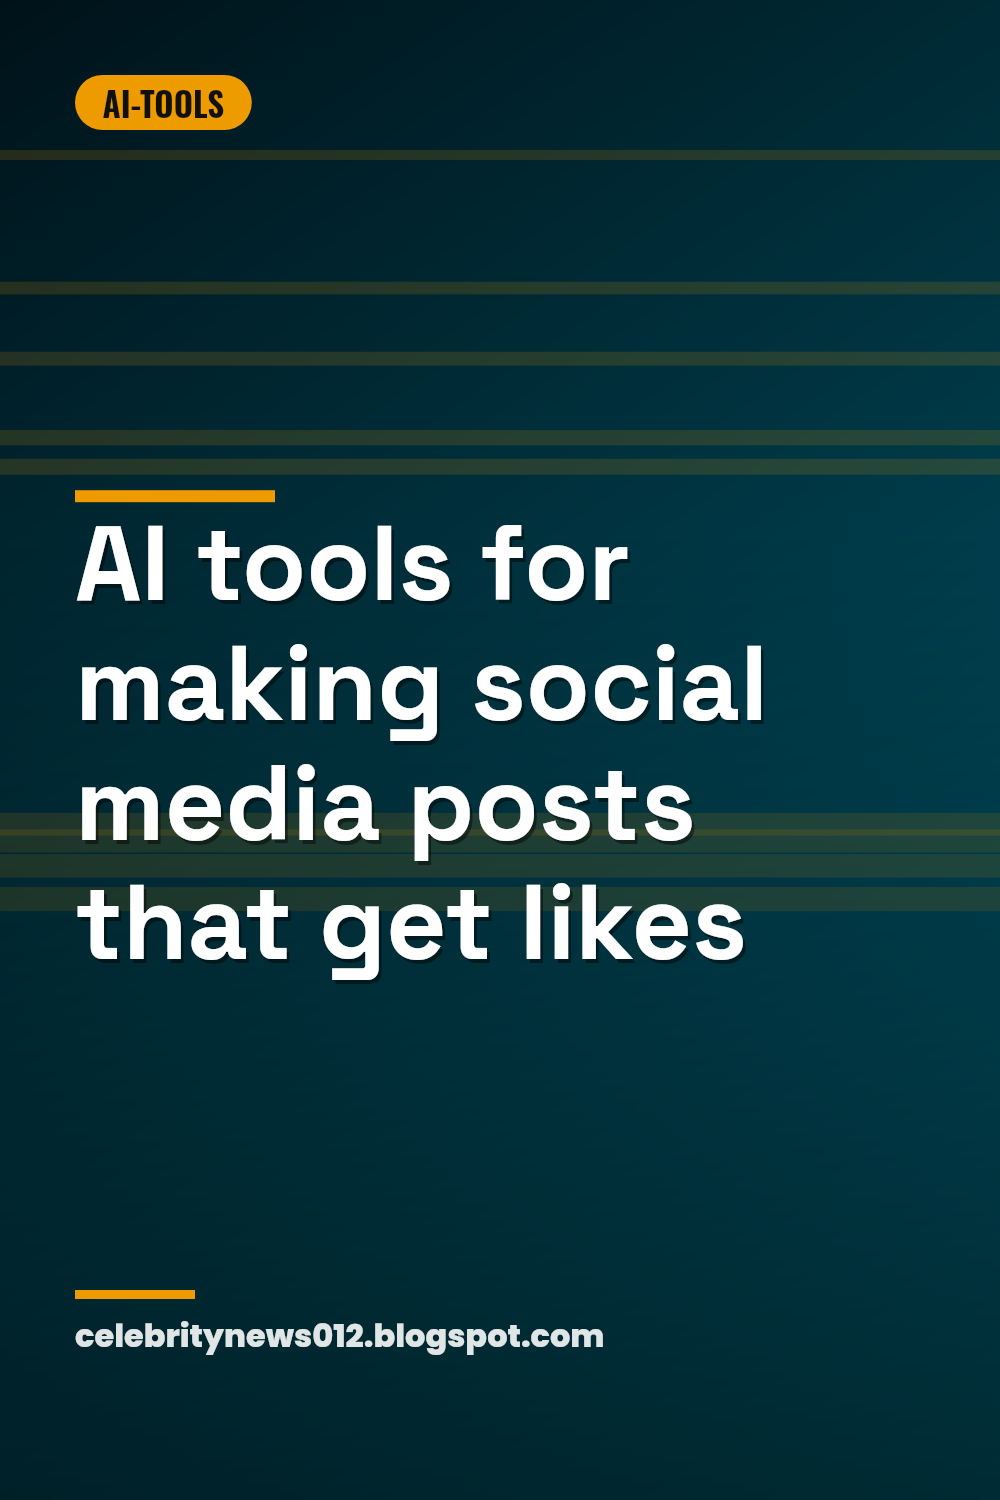 AI-TOOLS
AI tools for
making social
media posts
that get likes
celebritynews012.blogspot.com